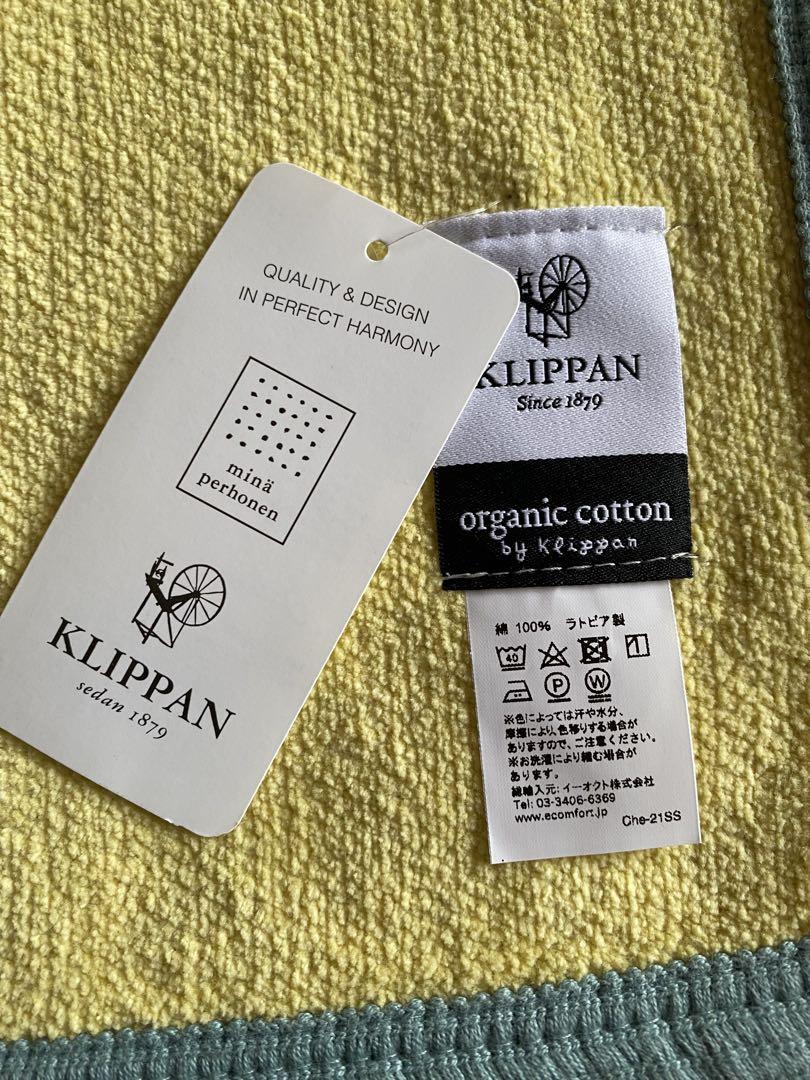 QUALITY & DESIGN
IN PERFECT HARMONY
minä
perhonen
KLIPPAN
sedan 1879
KLIPPAN
Since 1879
organic cotton
by klippan
綿 100% ラトビア製
40
P
W
※色によっては汗や水分、
摩擦により、色移りする場合が
ありますので、ご注意ください。
※お洗濯により縮む場合が
あります。
総輸入元: イーオクト株式会社
Tel: 03-3406-6369
www.ecomfort.jp
Che-21SS